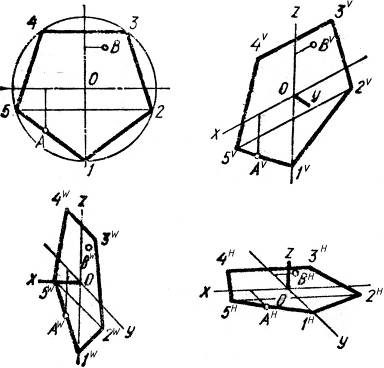 4 3
B
O
5 2
A
1
Z 3ⱽ
4ⱽ Bⱽ
O 2ⱽ
y
X
5ⱽ
Aⱽ 1ⱽ
4ᵂ Z
3ᵂ
Bᵂ
X O
5ᵂ
Aᵂ 2ᵂ y
1ᵂ
4ᴴ Z 3ᴴ
Bᴴ
X O 2ᴴ
5ᴴ Aᴴ 1ᴴ
y